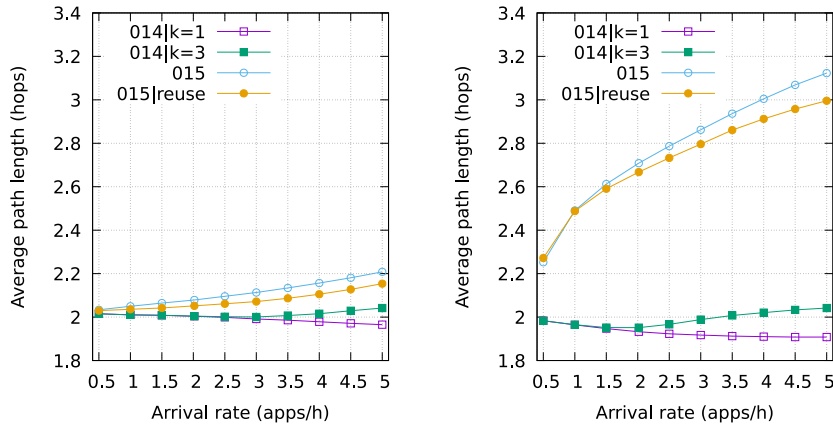 3.4
3.2
3
2.8
2.6
2.4
2.2
2
1.8
Average path length (hops)
014|k=1
014|k=3
015
015|reuse
0.5 1 1.5 2 2.5 3 3.5 4 4.5 5
Arrival rate (apps/h)
3.4
3.2
3
2.8
2.6
2.4
2.2
2
1.8
Average path length (hops)
014|k=1
014|k=3
015
015|reuse
0.5 1 1.5 2 2.5 3 3.5 4 4.5 5
Arrival rate (apps/h)